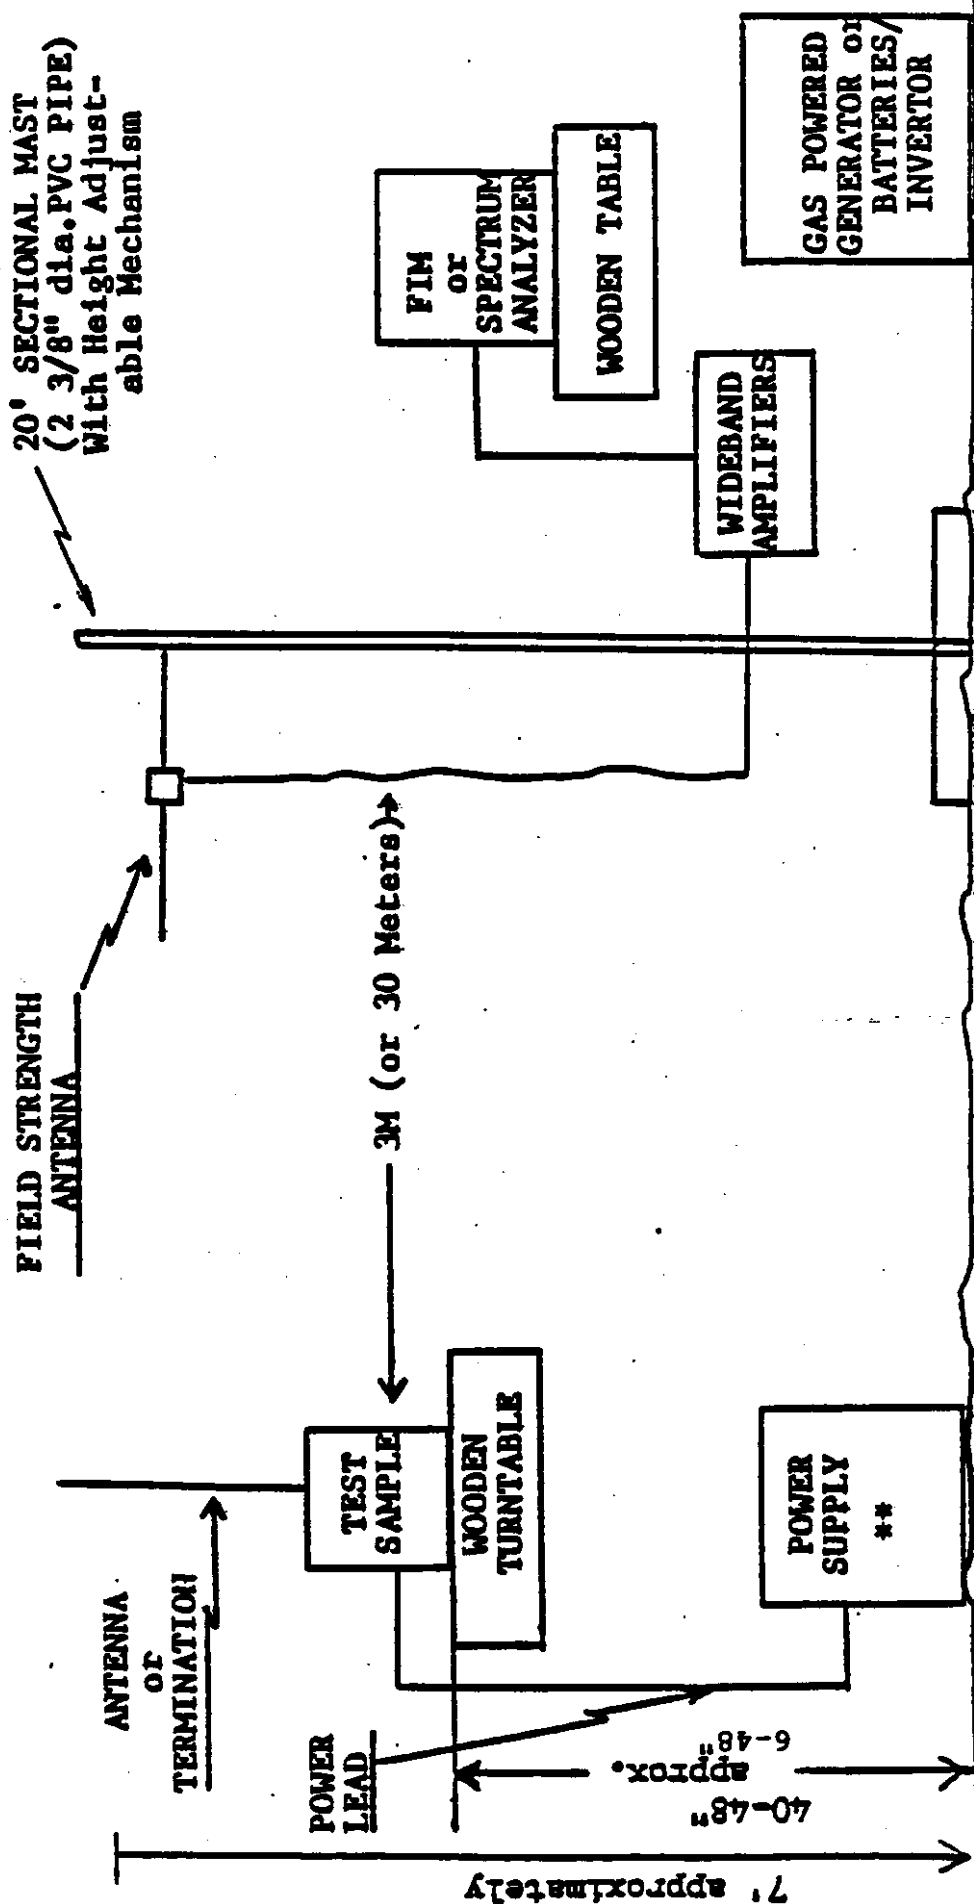 20' SECTIONAL MAST
(2 3/8" dia.PVC PIPE)
With Height Adjust-
able Mechanism
FIELD STRENGTH
ANTENNA
ANTENNA
or
TERMINATION
3M (or 30 Meters)
FIM
or
SPECTRUM
ANALYZER
WOODEN TABLE
WIDEBAND
AMPLIFIERS
GAS POWERED
GENERATOR or
BATTERIES/
INVERTOR
TEST
SAMPLE
WOODEN
TURNTABLE
POWER
SUPPLY
**
POWER
LEAD
6-48"
approx.
40-48"
7' approximately